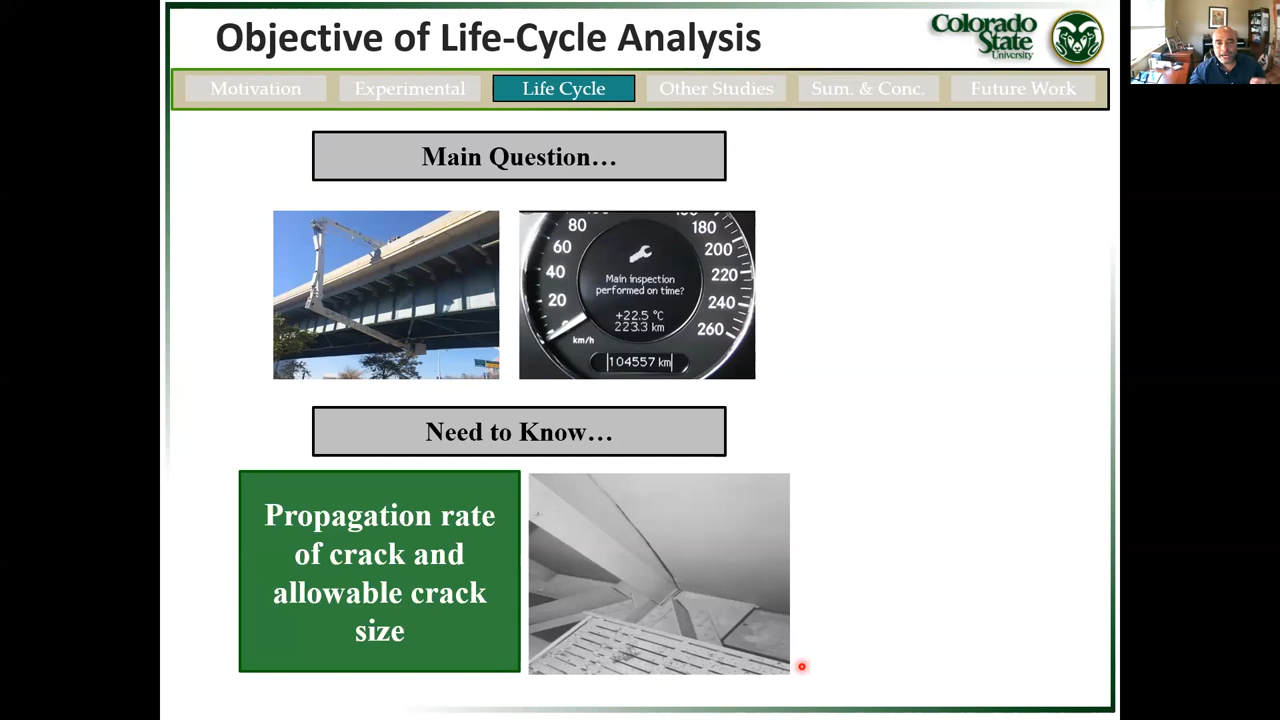 Objective of Life-Cycle Analysis
Colorado
State
University
Motivation
Experimental
Life Cycle
Other Studies
Sum. & Conc.
Future Work
Main Question…
80
60
40
20
km/h
180
200
220
240
260
Main inspection
performed on time?
+22.5 °C
223.3 km
104557 km
Need to Know…
Propagation rate
of crack and
allowable crack
size